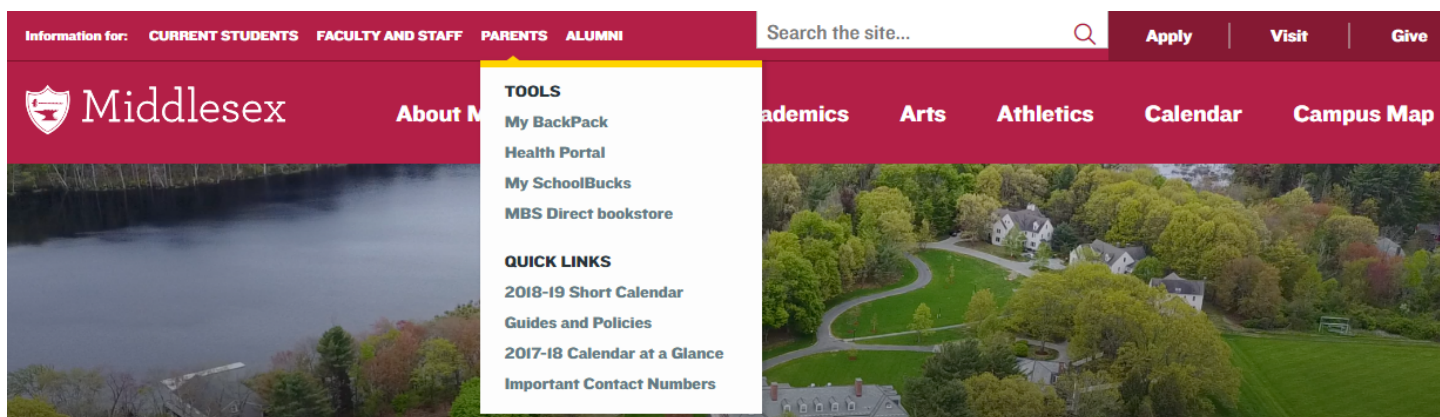 Information for: CURRENT STUDENTS FACULTY AND STAFF PARENTS ALUMNI Search the site... Apply Visit Give
Middlesex About M ademics Arts Athletics Calendar Campus Map
TOOLS
My BackPack
Health Portal
My SchoolBucks
MBS Direct bookstore
QUICK LINKS
2018-19 Short Calendar
Guides and Policies
2017-18 Calendar at a Glance
Important Contact Numbers